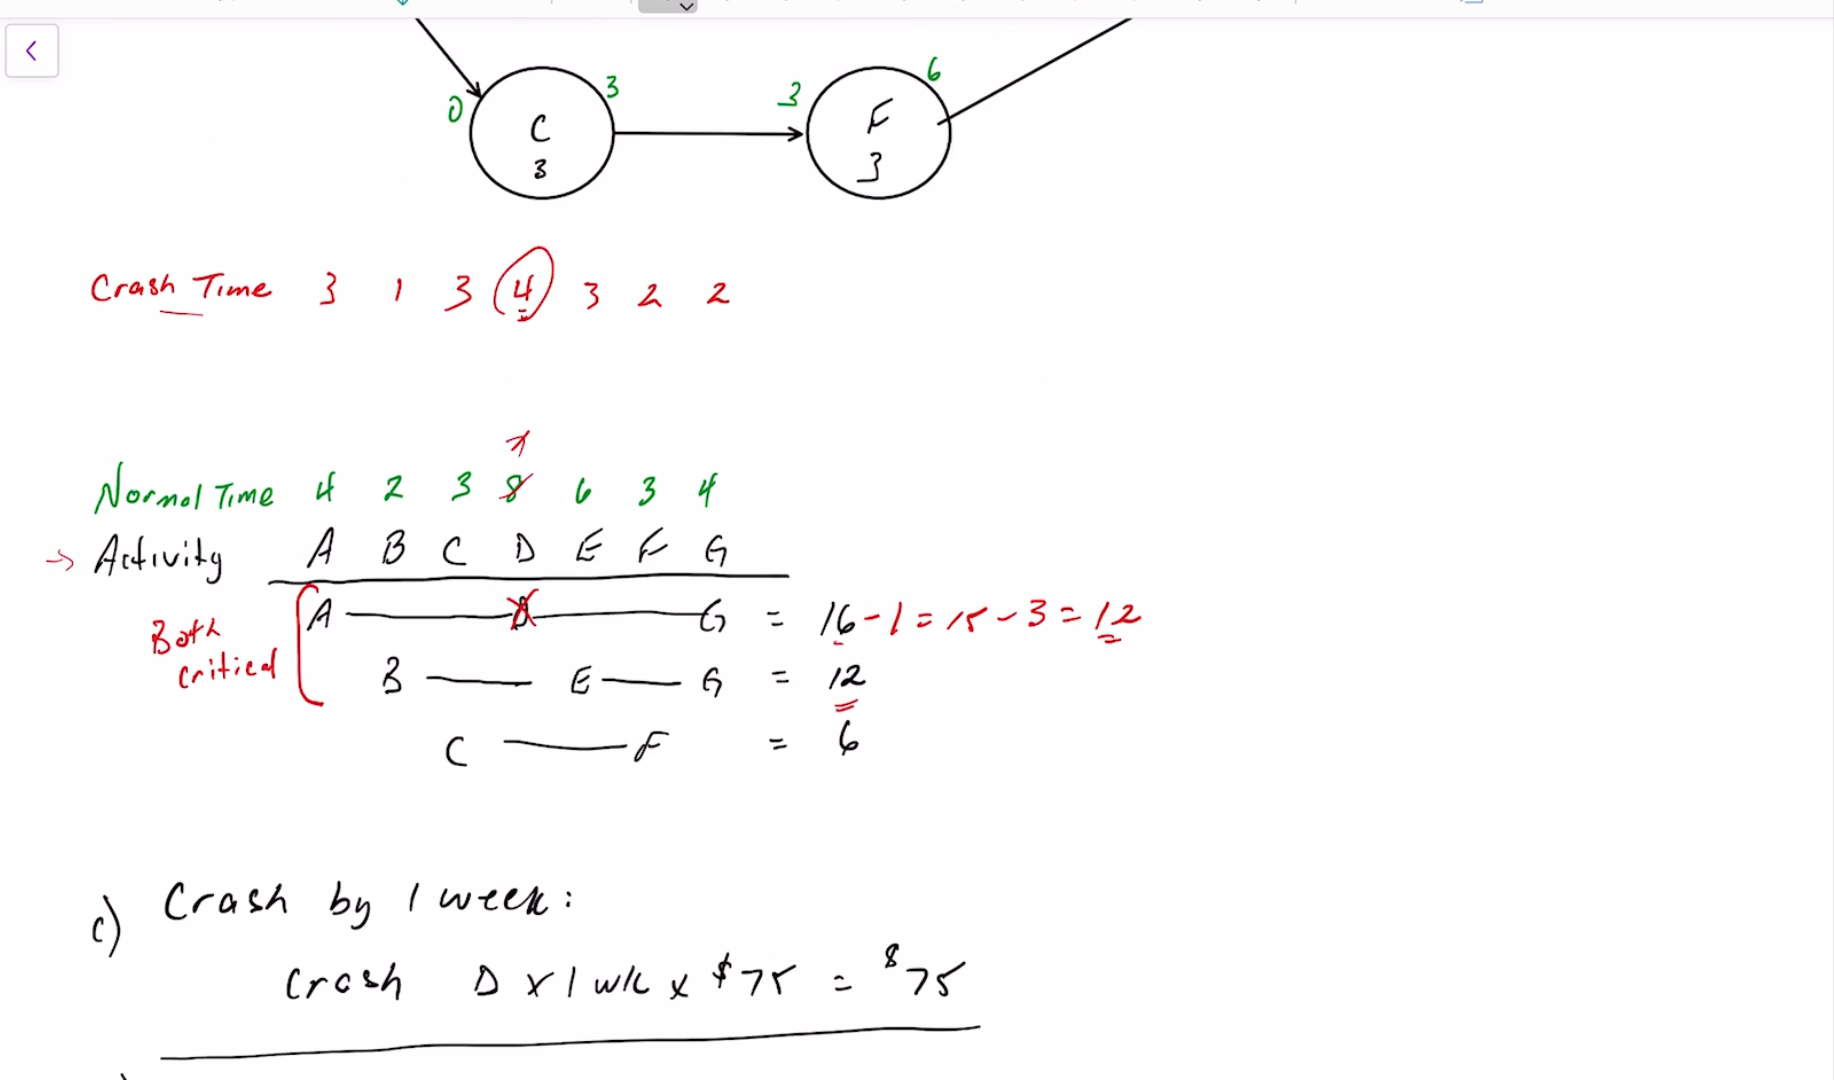 0 3 3 6
C F
3 3
Crash Time 3 1 3 4 3 2 2
7
Normal Time 4 2 3 8 6 3 4
→ Activity A B C D E F G
Both critical
A D G = 16 - 1 = 15 - 3 = 12
B E G = 12
C F = 6
c) Crash by 1 week:
Crash D x 1 wk x $75 = $75